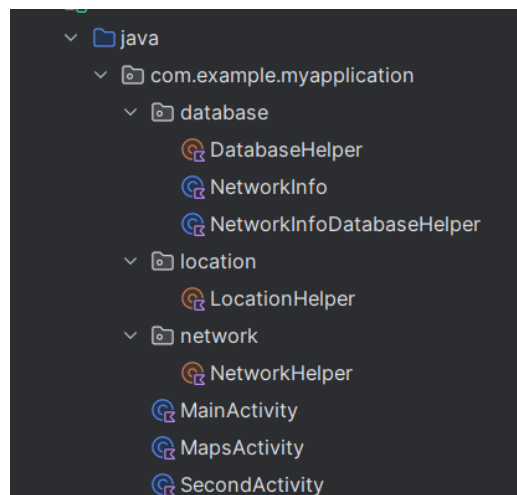 java
com.example.myapplication
database
DatabaseHelper
NetworkInfo
NetworkInfoDatabaseHelper
location
LocationHelper
network
NetworkHelper
MainActivity
MapsActivity
SecondActivity